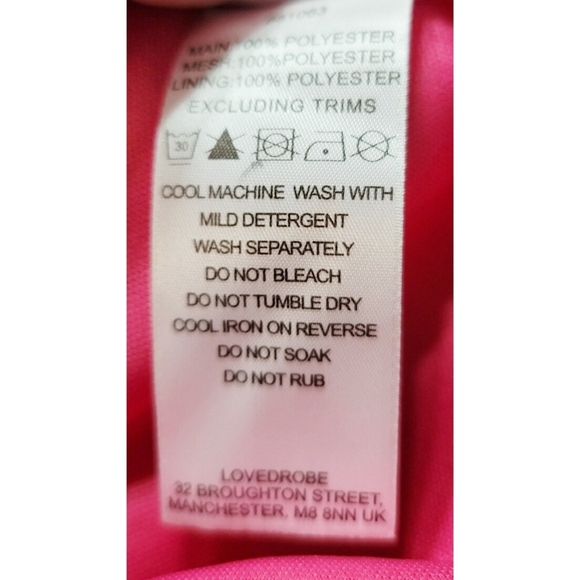 MAIN:100% POLYESTER
MESH:100%POLYESTER
LINING:100% POLYESTER
EXCLUDING TRIMS
30
COOL MACHINE WASH WITH
MILD DETERGENT
WASH SEPARATELY
DO NOT BLEACH
DO NOT TUMBLE DRY
COOL IRON ON REVERSE
DO NOT SOAK
DO NOT RUB
LOVEDROBE
32 BROUGHTON STREET,
MANCHESTER. M8 8NN UK